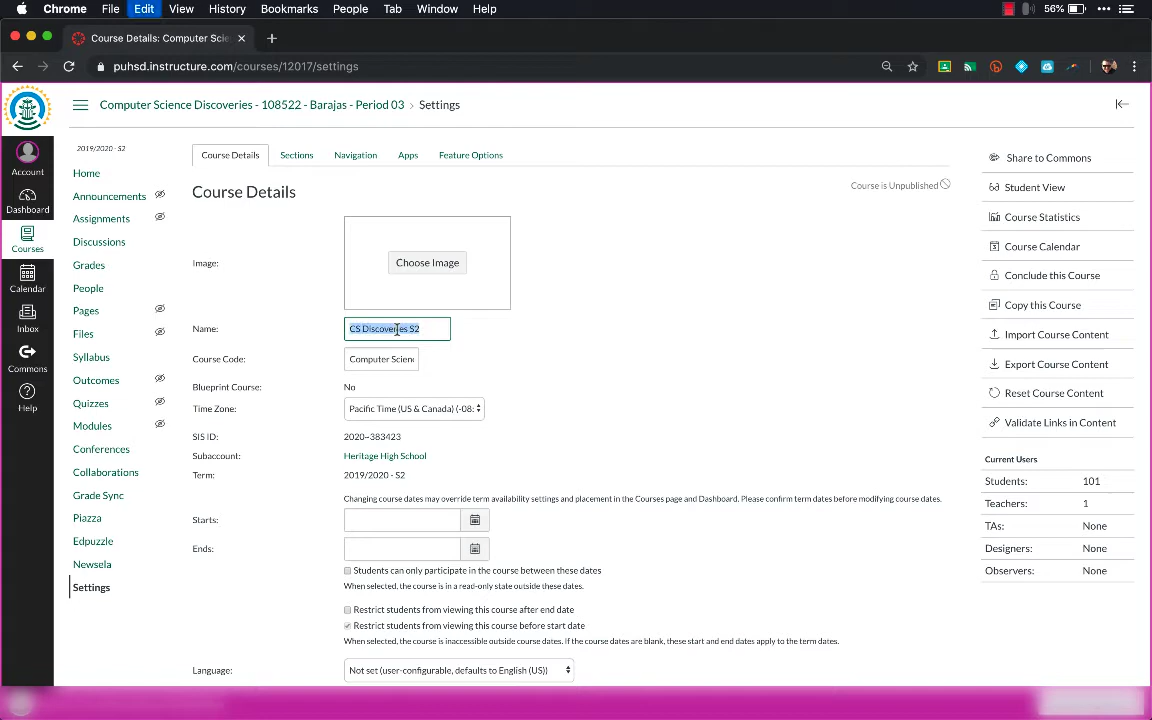 Chrome File Edit View History Bookmarks People Tab Window Help 56%
Course Details: Computer Scie
puhsd.instructure.com/courses/12017/settings
Computer Science Discoveries - 108522 - Barajas - Period 03 › Settings
2019/2020 - S2
Account
Dashboard
Courses
Calendar
Inbox
Commons
Help
Home
Announcements
Assignments
Discussions
Grades
People
Pages
Files
Syllabus
Outcomes
Quizzes
Modules
Conferences
Collaborations
Grade Sync
Piazza
Edpuzzle
Newsela
Settings
Course Details Sections Navigation Apps Feature Options
Course Details
Course is Unpublished
Image:
Choose Image
Name: CS Discoveries S2
Course Code: Computer Scienc
Blueprint Course: No
Time Zone: Pacific Time (US & Canada) (-08:
SIS ID: 2020~383423
Subaccount: Heritage High School
Term: 2019/2020 - S2
Changing course dates may override term availability settings and placement in the Courses page and Dashboard. Please confirm term dates before modifying course dates.
Starts:
Ends:
Students can only participate in the course between these dates
When selected, the course is in a read-only state outside these dates.
Restrict students from viewing this course after end date
Restrict students from viewing this course before start date
When selected, the course is inaccessible outside course dates. If the course dates are blank, these start and end dates apply to the term dates.
Language: Not set (user-configurable, defaults to English (US))
Share to Commons
Student View
Course Statistics
Course Calendar
Conclude this Course
Copy this Course
Import Course Content
Export Course Content
Reset Course Content
Validate Links in Content
Current Users
Students: 101
Teachers: 1
TAs: None
Designers: None
Observers: None